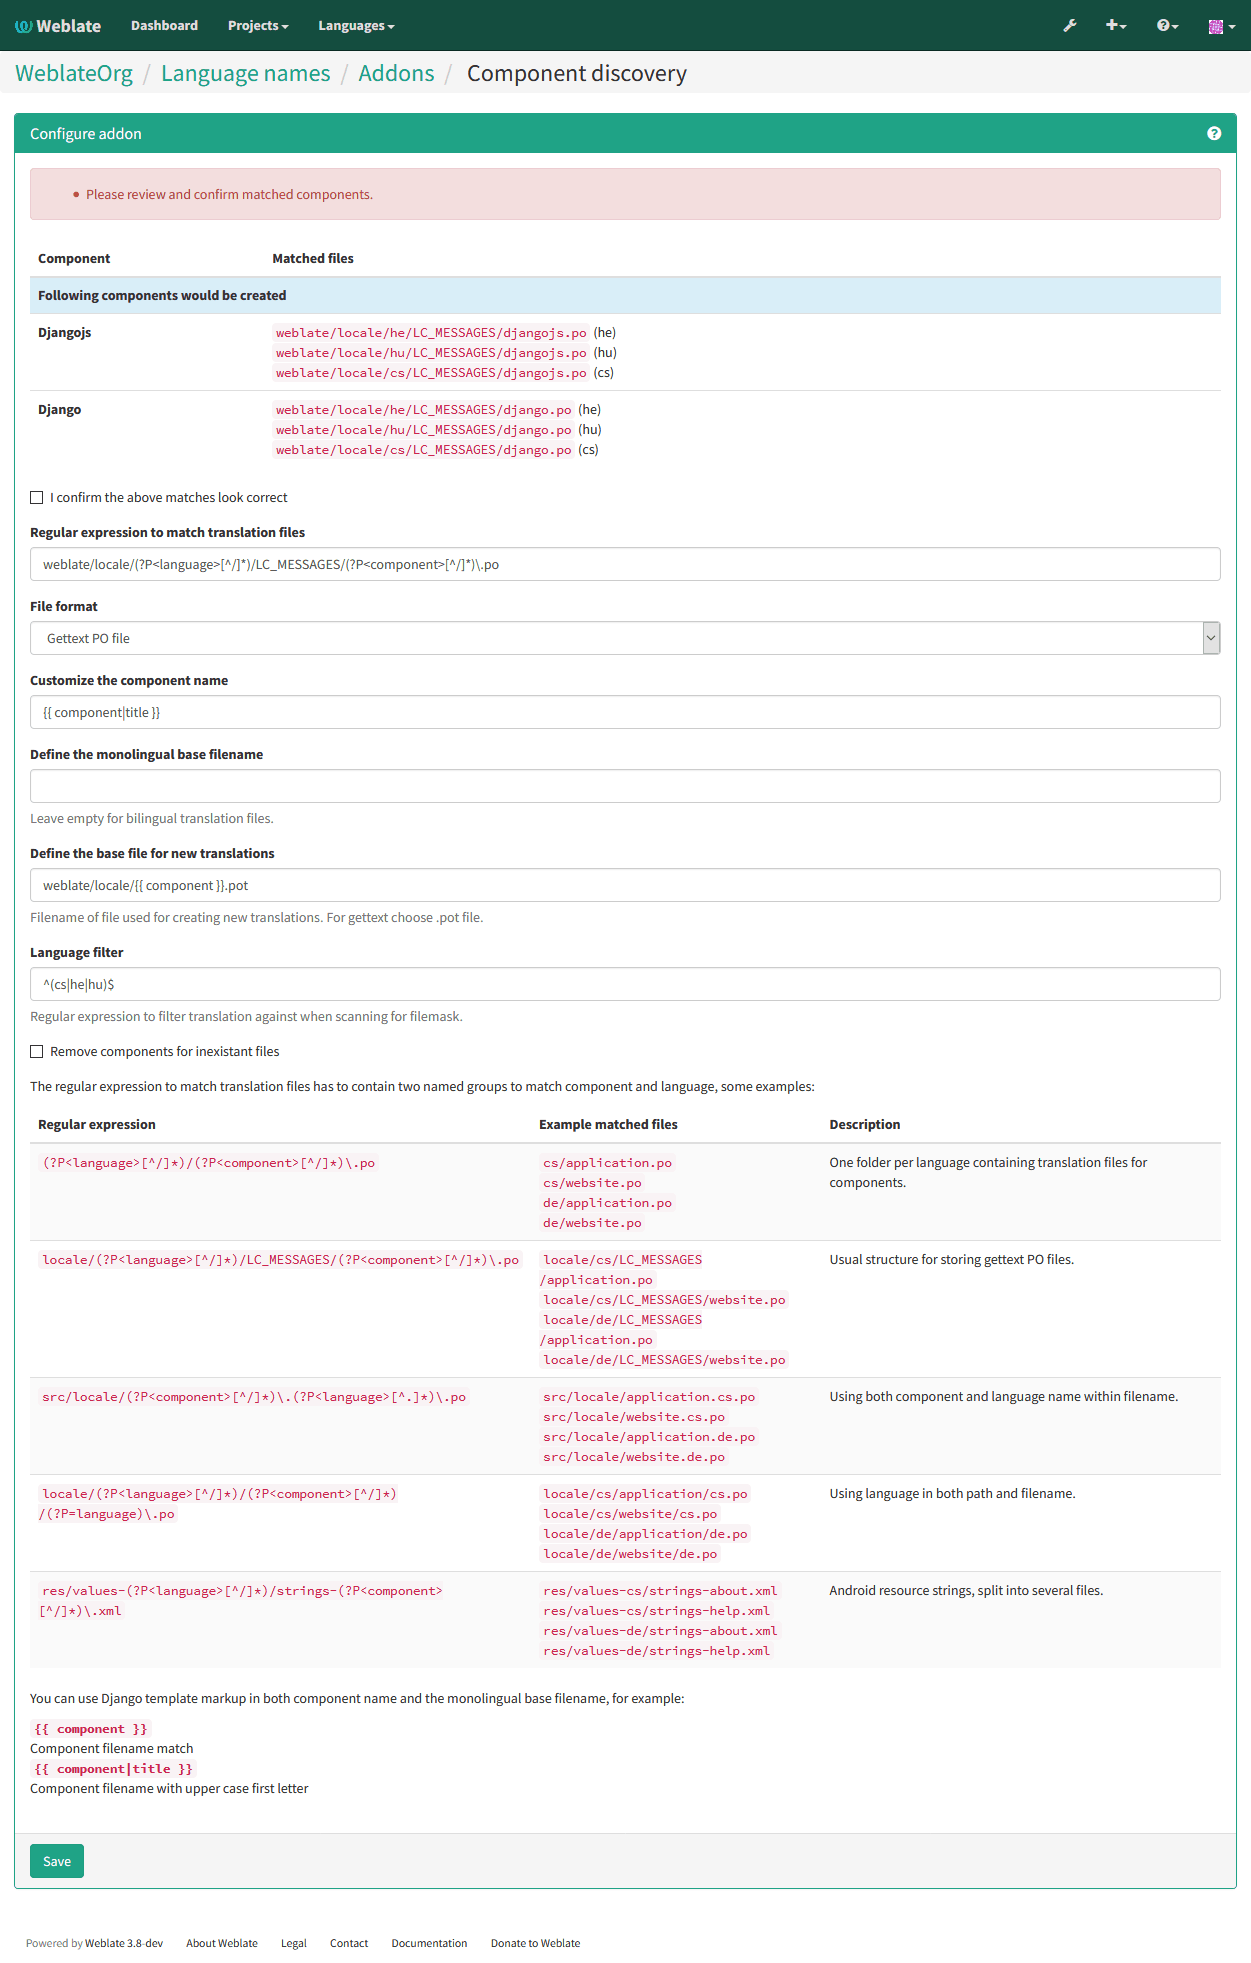 Weblate Dashboard Projects Languages
WeblateOrg / Language names / Addons / Component discovery
Configure addon
Please review and confirm matched components.
Component Matched files
Following components would be created
Djangojs weblate/locale/he/LC_MESSAGES/djangojs.po (he)
weblate/locale/hu/LC_MESSAGES/djangojs.po (hu)
weblate/locale/cs/LC_MESSAGES/djangojs.po (cs)
Django weblate/locale/he/LC_MESSAGES/django.po (he)
weblate/locale/hu/LC_MESSAGES/django.po (hu)
weblate/locale/cs/LC_MESSAGES/django.po (cs)
I confirm the above matches look correct
Regular expression to match translation files
weblate/locale/(?P<language>[^/]*)/LC_MESSAGES/(?P<component>[^/]*)\.po
File format
Gettext PO file
Customize the component name
{{ component|title }}
Define the monolingual base filename
Leave empty for bilingual translation files.
Define the base file for new translations
weblate/locale/{{ component }}.pot
Filename of file used for creating new translations. For gettext choose .pot file.
Language filter
^(cs|he|hu)$
Regular expression to filter translation against when scanning for filemask.
Remove components for inexistant files
The regular expression to match translation files has to contain two named groups to match component and language, some examples:
Regular expression Example matched files Description
(?P<language>[^/]*)/(?P<component>[^/]*)\.po cs/application.po One folder per language containing translation files for
cs/website.po components.
de/application.po
de/website.po
locale/(?P<language>[^/]*)/LC_MESSAGES/(?P<component>[^/]*)\.po locale/cs/LC_MESSAGES Usual structure for storing gettext PO files.
/application.po
locale/cs/LC_MESSAGES/website.po
locale/de/LC_MESSAGES
/application.po
locale/de/LC_MESSAGES/website.po
src/locale/(?P<component>[^/]*)\.(?P<language>[^.]*)\.po src/locale/application.cs.po Using both component and language name within filename.
src/locale/website.cs.po
src/locale/application.de.po
src/locale/website.de.po
locale/(?P<language>[^/]*)/(?P<component>[^/]*) locale/cs/application/cs.po Using language in both path and filename.
/(?P=language)\.po locale/cs/website/cs.po
locale/de/application/de.po
locale/de/website/de.po
res/values-(?P<language>[^/]*)/strings-(?P<component> res/values-cs/strings-about.xml Android resource strings, split into several files.
[^/]*)\.xml res/values-cs/strings-help.xml
res/values-de/strings-about.xml
res/values-de/strings-help.xml
You can use Django template markup in both component name and the monolingual base filename, for example:
{{ component }}
Component filename match
{{ component|title }}
Component filename with upper case first letter
Save
Powered by Weblate 3.8-dev About Weblate Legal Contact Documentation Donate to Weblate